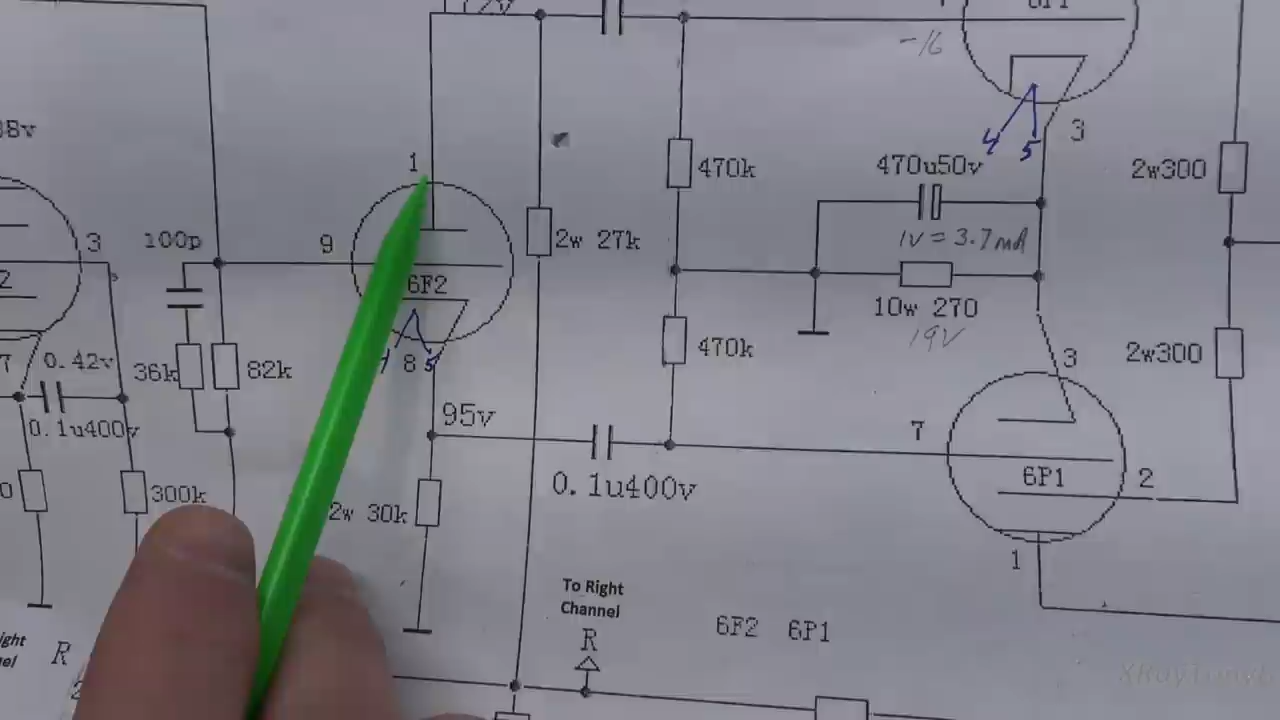 -16
3
1
470u50v
470k
2w300
3
100p
9
2w 27k
1v = 3.7mA
6F2
10w 270
4 5
19V
8
470k
2w300
7
0.42v
36k
82k
3
0.1u400v
95v
7
6P1
2
300k
0.1u400v
2w 30k
1
To Right
Channel
R
6F2 6P1
R